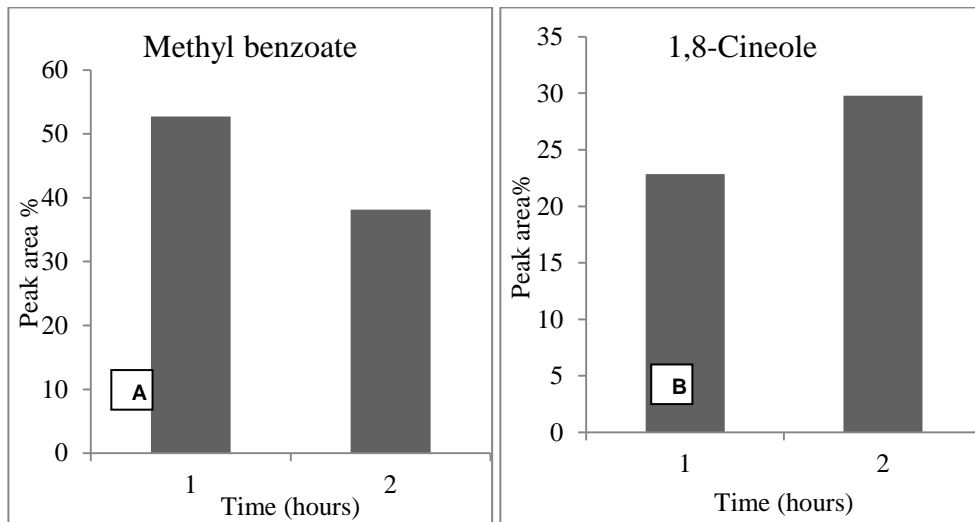 Methyl benzoate
60
50
40
30
20
10
0
Peak area %
A
1
2
Time (hours)
1,8-Cineole
35
30
25
20
15
10
5
0
Peak area%
B
1
2
Time (hours)